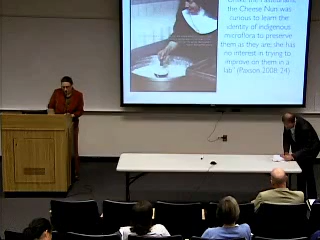 the Cheese Nun was
curious to learn the
identity of indigenous
microflora to preserve
them as they are; she has
no interest in trying to
improve on them in a
lab" (Paxson 2008: 24)